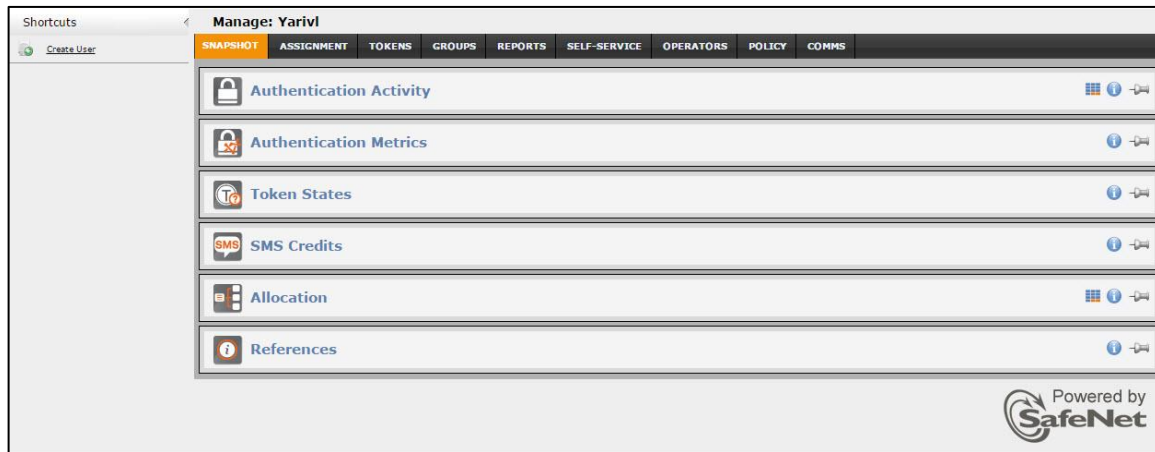 Shortcuts
Create User
Manage: Yarivl
SNAPSHOT ASSIGNMENT TOKENS GROUPS REPORTS SELF-SERVICE OPERATORS POLICY COMMS
Authentication Activity
Authentication Metrics
Token States
SMS SMS Credits
Allocation
References
Powered by
SafeNet